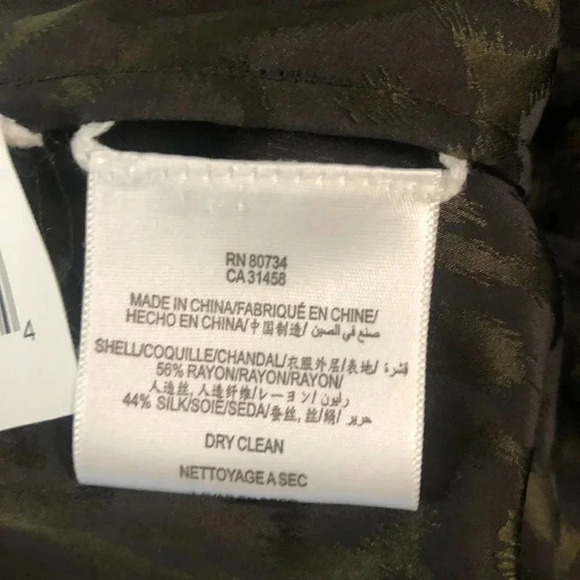 RN 80734
CA 31458
MADE IN CHINA/FABRIQUÉ EN CHINE/
HECHO EN CHINA/中国制造/ صنع في الصين/
SHELL/COQUILLE/CHANDAL/衣服外层/表地/ قشرة/
56% RAYON/RAYON/RAYON/
人造丝, 人造纤维/レーヨン/ رايون/
44% SILK/SOIE/SEDA/蚕丝, 丝/絹/ حرير
DRY CLEAN
NETTOYAGE A SEC
4